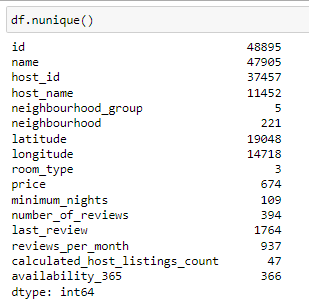 df.nunique()
id 48895
name 47905
host_id 37457
host_name 11452
neighbourhood_group 5
neighbourhood 221
latitude 19048
longitude 14718
room_type 3
price 674
minimum_nights 109
number_of_reviews 394
last_review 1764
reviews_per_month 937
calculated_host_listings_count 47
availability_365 366
dtype: int64